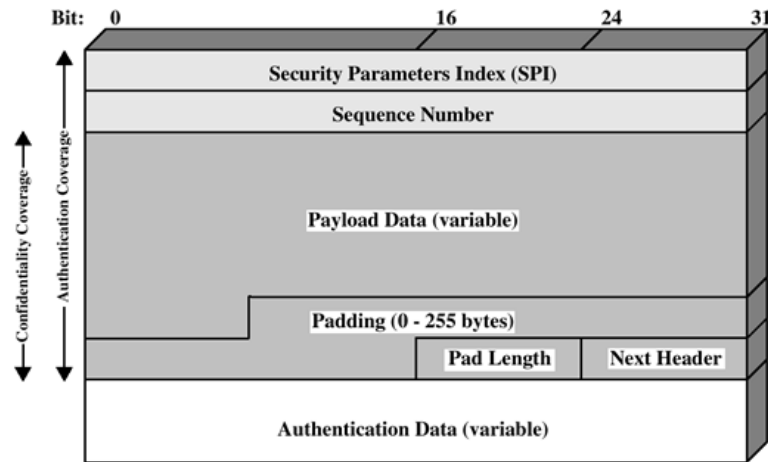 Bit: 0 16 24 31
Security Parameters Index (SPI)
Sequence Number
Confidentiality Coverage
Authentication Coverage
Payload Data (variable)
Padding (0 - 255 bytes)
Pad Length Next Header
Authentication Data (variable)